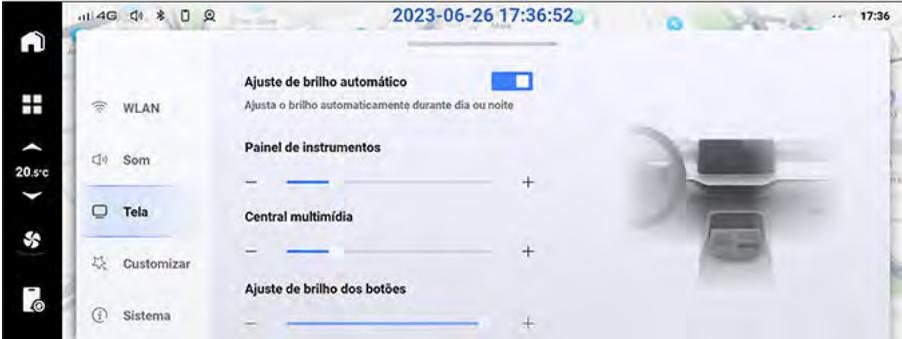 4G
2023-06-26 17:36:52
17:36
Ajuste de brilho automático
Ajusta o brilho automaticamente durante dia ou noite
WLAN
Painel de instrumentos
Som
20.5°C
Tela
Central multimídia
Customizar
Ajuste de brilho dos botões
Sistema